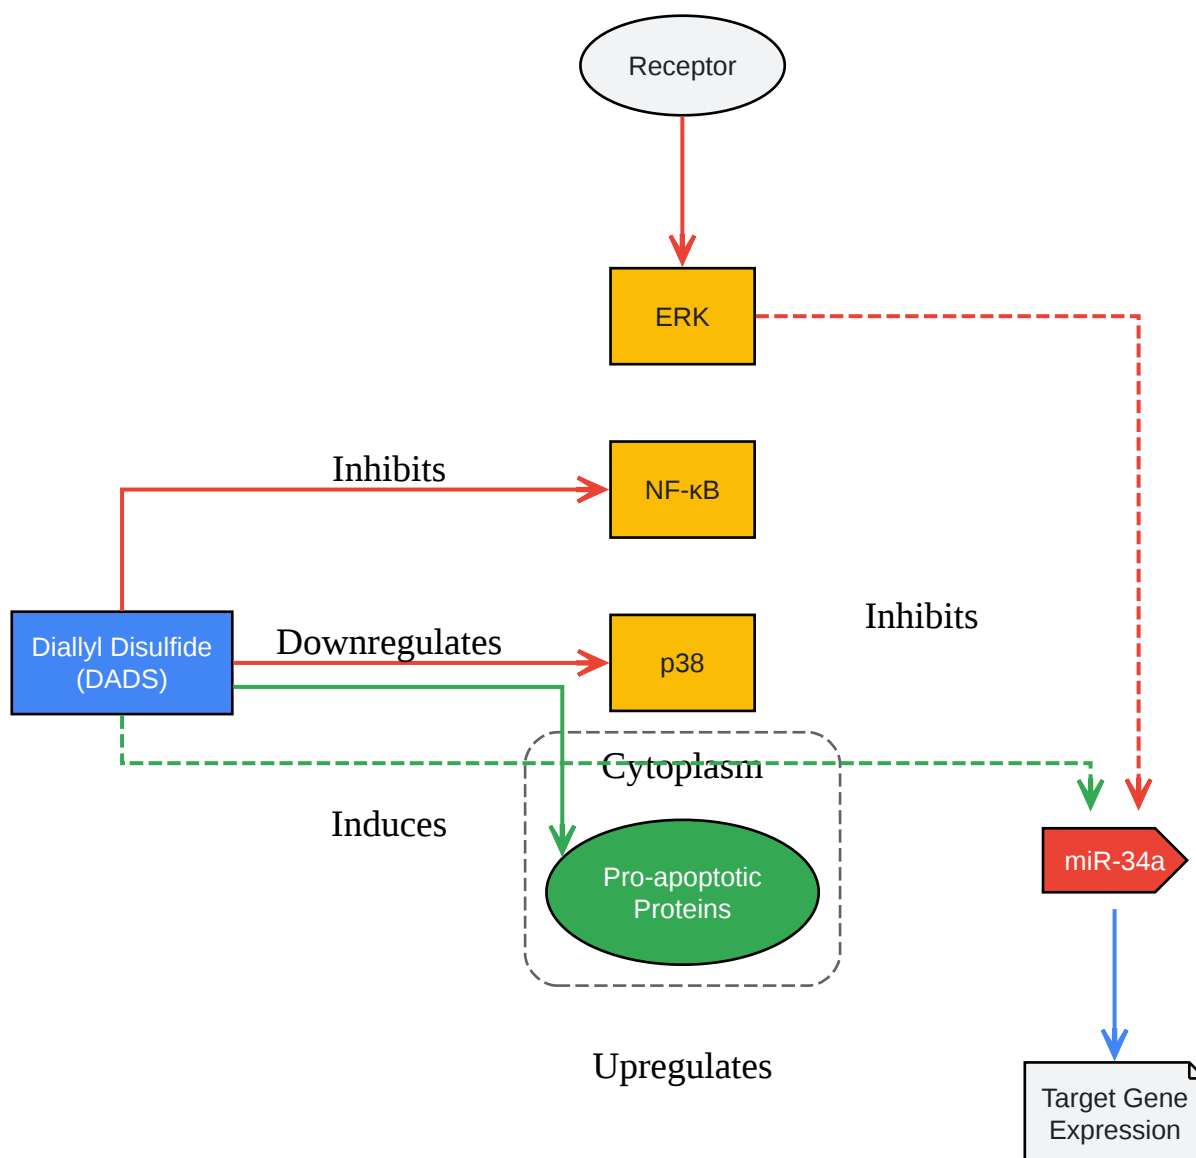 Receptor
ERK
Inhibits
NF-κB
Inhibits
Diallyl Disulfide
(DADS)
Downregulates
p38
Cytoplasm
Induces
Pro-apoptotic
Proteins
miR-34a
Upregulates
Target Gene
Expression